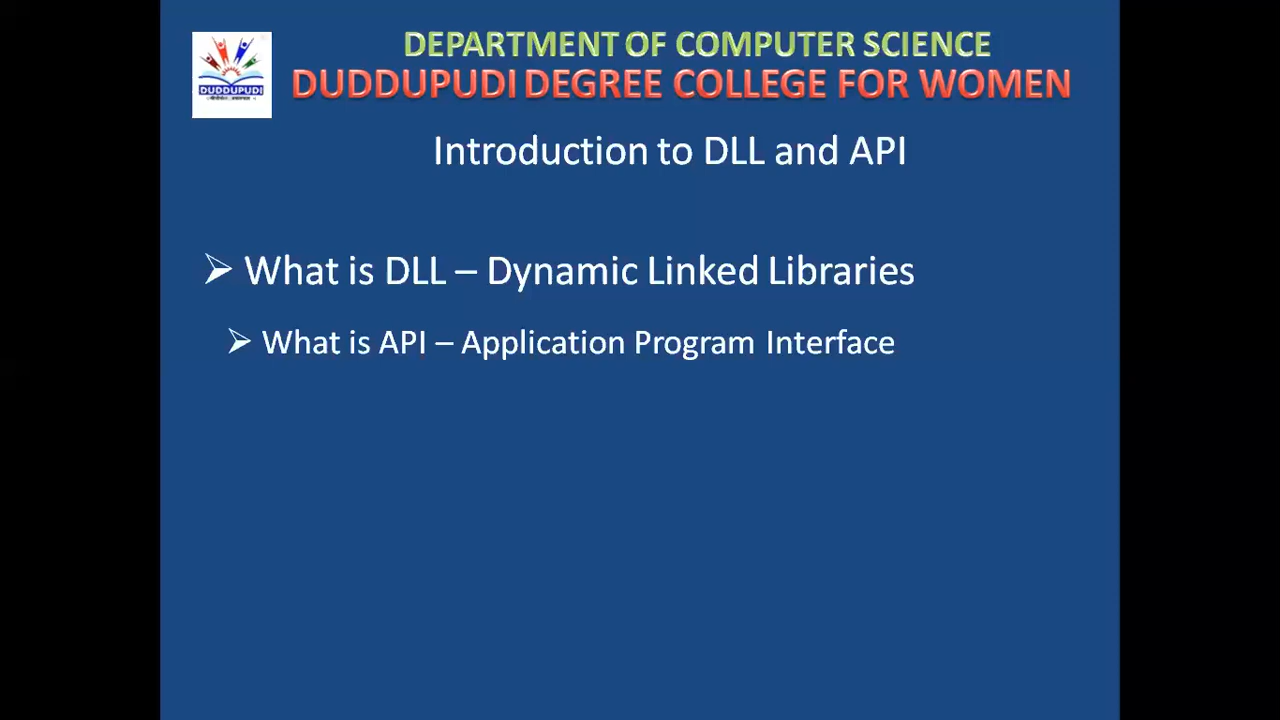 DEPARTMENT OF COMPUTER SCIENCE
DUDDUPUDI DEGREE COLLEGE FOR WOMEN
DUDDUPUDI
Introduction to DLL and API
What is DLL – Dynamic Linked Libraries
What is API – Application Program Interface